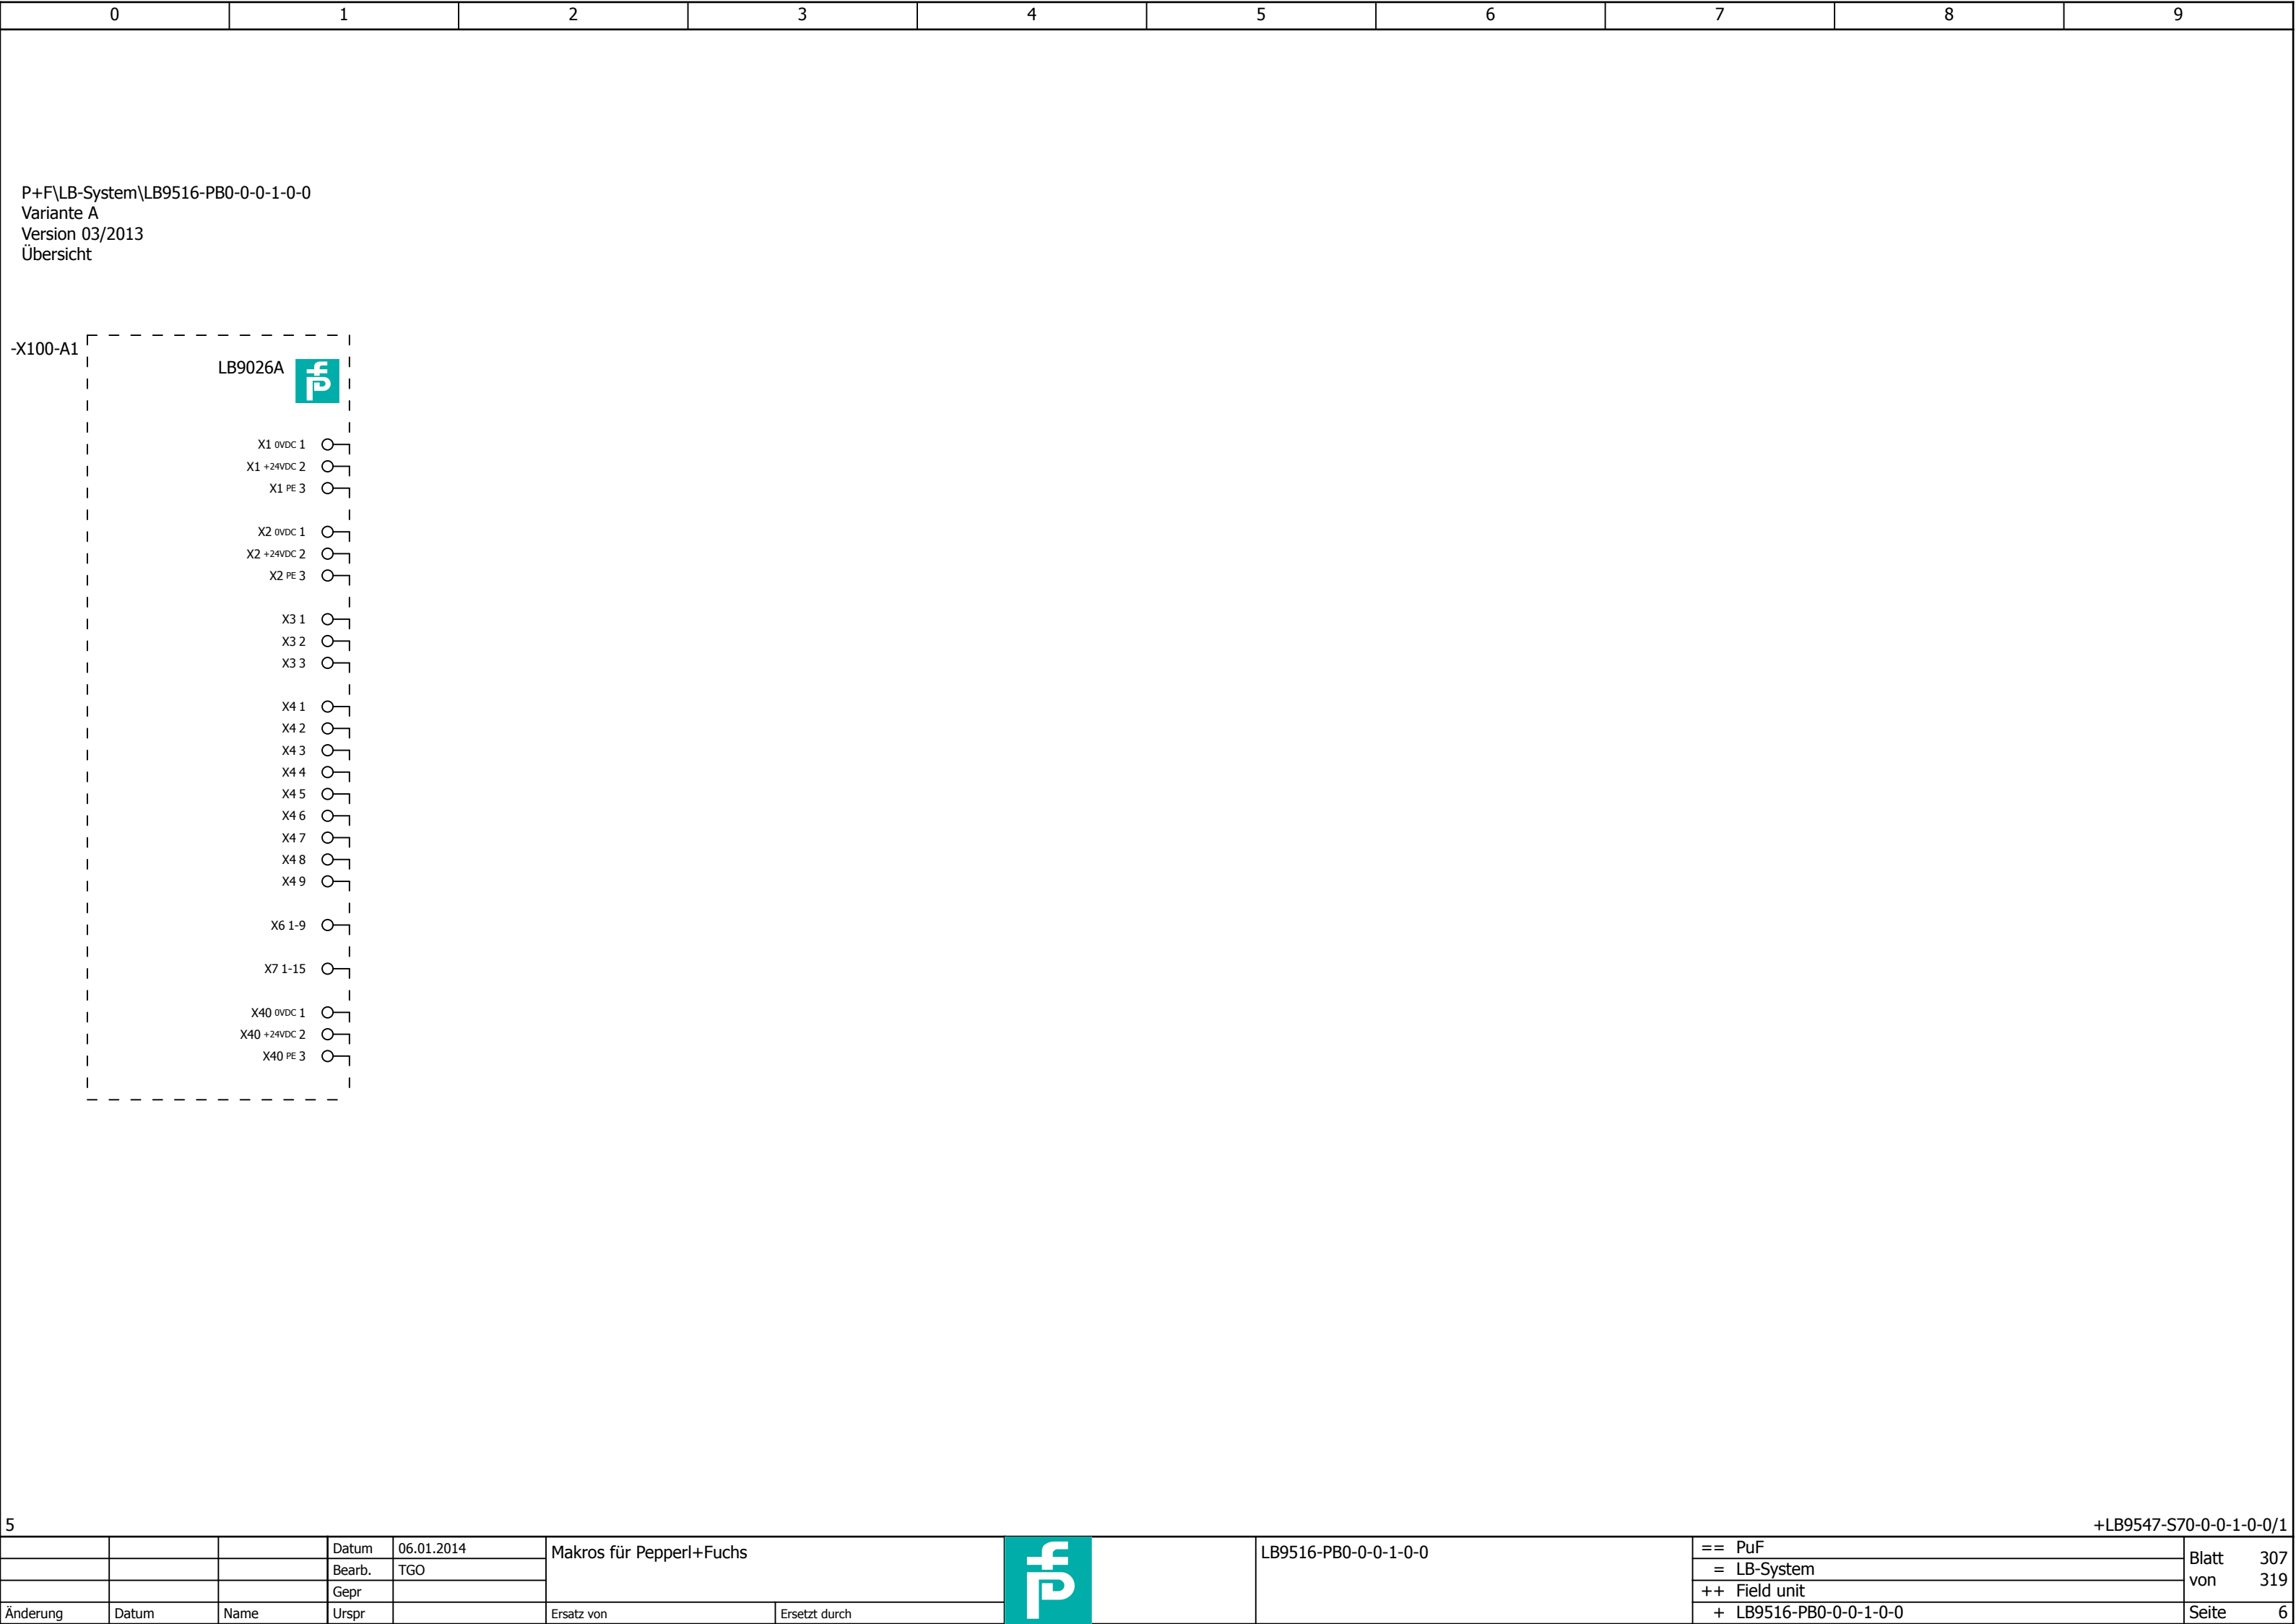 0 1 2 3 4 5 6 7 8 9
P+F\LB-System\LB9516-PB0-0-0-1-0-0
Variante A
Version 03/2013
Übersicht
-X100-A1
LB9026A
X1 0VDC 1
X1 +24VDC 2
X1 PE 3
X2 0VDC 1
X2 +24VDC 2
X2 PE 3
X3 1
X3 2
X3 3
X4 1
X4 2
X4 3
X4 4
X4 5
X4 6
X4 7
X4 8
X4 9
X6 1-9
X7 1-15
X40 0VDC 1
X40 +24VDC 2
X40 PE 3
5 +LB9547-S70-0-0-1-0-0/1
Datum 06.01.2014 Makros für Pepperl+Fuchs LB9516-PB0-0-0-1-0-0 == PuF Blatt 307
Bearb. TGO = LB-System von 319
Gepr ++ Field unit
Änderung Datum Name Urspr Ersatz von Ersetzt durch + LB9516-PB0-0-0-1-0-0 Seite 6